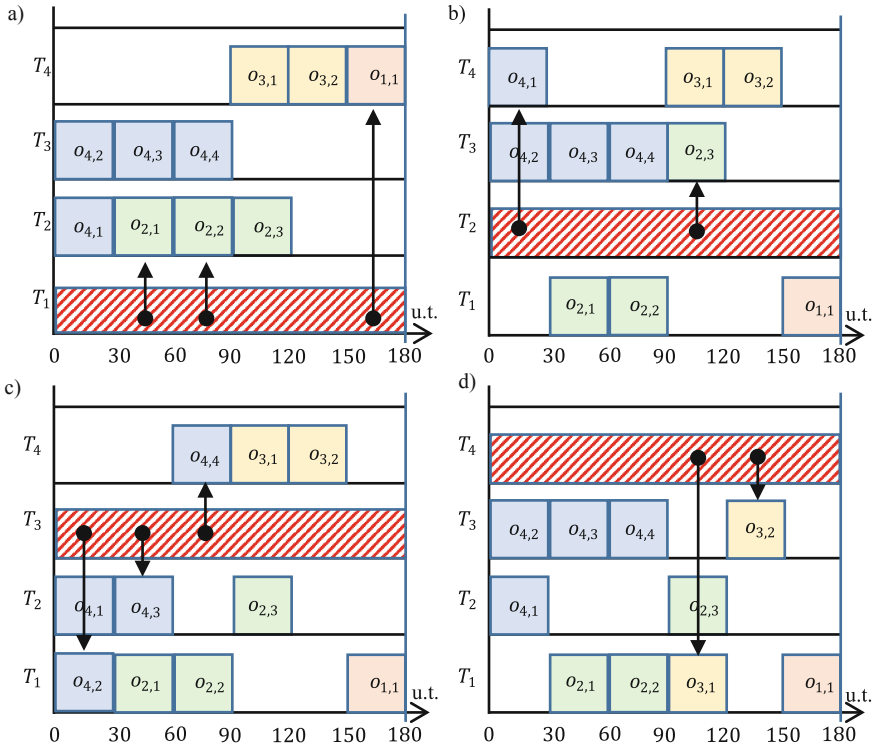 a)
T₄ o₃,₁ o₃,₂ o₁,₁
T₃ o₄,₂ o₄,₃ o₄,₄
T₂ o₄,₁ o₂,₁ o₂,₂ o₂,₃
T₁ u.t.
0 30 60 90 120 150 180
b)
T₄ o₄,₁ o₃,₁ o₃,₂
T₃ o₄,₂ o₄,₃ o₄,₄ o₂,₃
T₂
T₁ o₂,₁ o₂,₂ o₁,₁ u.t.
0 30 60 90 120 150 180
c)
T₄ o₄,₄ o₃,₁ o₃,₂
T₃
T₂ o₄,₁ o₄,₃ o₂,₃
T₁ o₄,₂ o₂,₁ o₂,₂ o₁,₁ u.t.
0 30 60 90 120 150 180
d)
T₄
T₃ o₄,₂ o₄,₃ o₄,₄ o₃,₂
T₂ o₄,₁ o₂,₃
T₁ o₂,₁ o₂,₂ o₃,₁ o₁,₁ u.t.
0 30 60 90 120 150 180